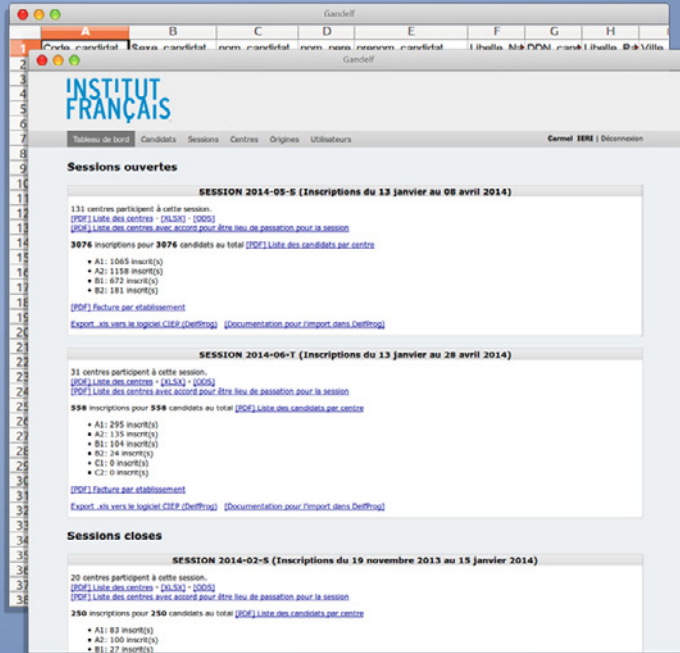 Gandelf
A B C D E F G H
1 Code_candidat Sexe_candidat nom_candidat nom_pere prenom_candidat Libelle_Na DDN_cand Libelle_Ra Ville
Gandelf
INSTITUT
FRANÇAIS
Tableau de bord Candidats Sessions Centres Origines Utilisateurs Carmel IERI | Déconnexion
Sessions ouvertes
SESSION 2014-05-S (Inscriptions du 13 janvier au 08 avril 2014)
131 centres participent à cette session.
[PDF] Liste des centres - [XLSX] - [ODS]
[PDF] Liste des centres avec accord pour être lieu de passation pour la session
3076 inscriptions pour 3076 candidats au total [PDF] Liste des candidats par centre
• A1: 1065 inscrit(s)
• A2: 1158 inscrit(s)
• B1: 672 inscrit(s)
• B2: 181 inscrit(s)
[PDF] Facture par etablissement
Export .xls vers le logiciel CIEP (DelfProg) [Documentation pour l'import dans DelfProg]
SESSION 2014-06-T (Inscriptions du 13 janvier au 28 avril 2014)
31 centres participent à cette session.
[PDF] Liste des centres - [XLSX] - [ODS]
[PDF] Liste des centres avec accord pour être lieu de passation pour la session
558 inscriptions pour 558 candidats au total [PDF] Liste des candidats par centre
• A1: 295 inscrit(s)
• A2: 135 inscrit(s)
• B1: 104 inscrit(s)
• B2: 24 inscrit(s)
• C1: 0 inscrit(s)
• C2: 0 inscrit(s)
[PDF] Facture par etablissement
Export .xls vers le logiciel CIEP (DelfProg) [Documentation pour l'import dans DelfProg]
Sessions closes
SESSION 2014-02-S (Inscriptions du 19 novembre 2013 au 15 janvier 2014)
20 centres participent à cette session.
[PDF] Liste des centres - [XLSX] - [ODS]
[PDF] Liste des centres avec accord pour être lieu de passation pour la session
250 inscriptions pour 250 candidats au total [PDF] Liste des candidats par centre
• A1: 83 inscrit(s)
• A2: 100 inscrit(s)
• B1: 27 inscrit(s)